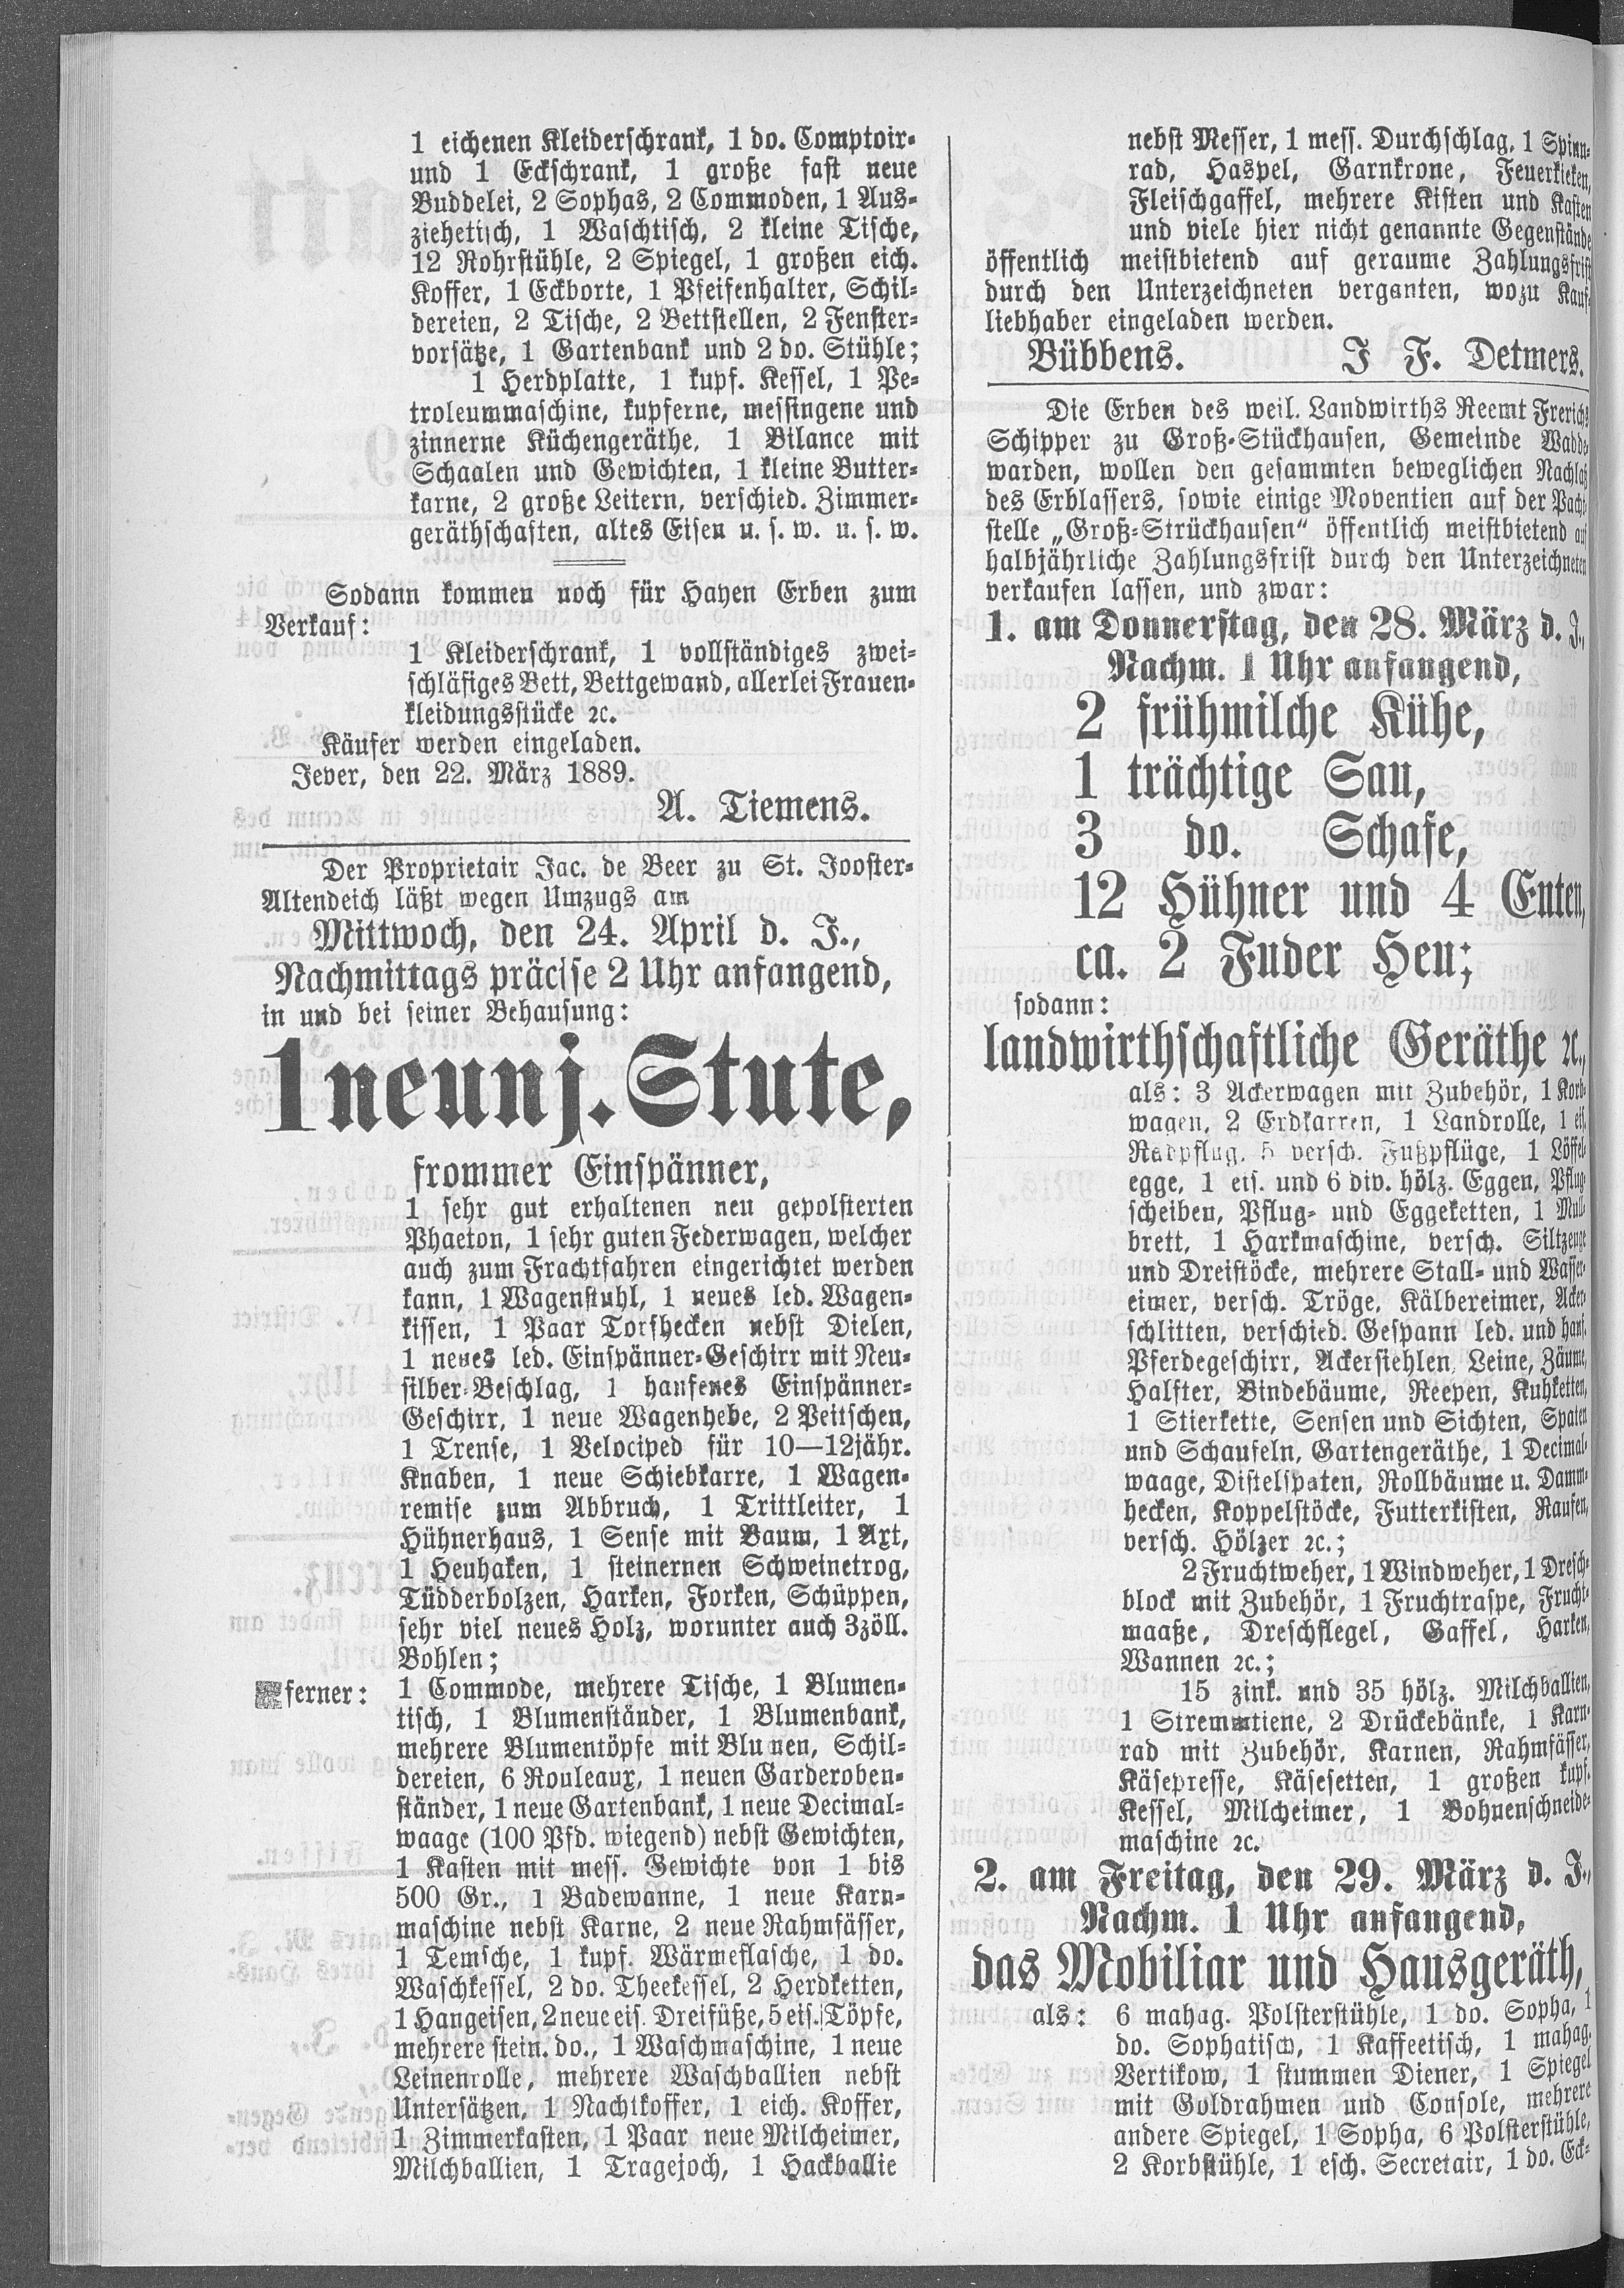 1 eichenen Kleiderschrank, 1 do. Comptoir-
und 1 Eckschrank, 1 große fast neue
Buddelei, 2 Sophas, 2 Commoden, 1 Aus-
ziehetisch, 1 Waschtisch, 2 kleine Tische,
12 Rohrstühle, 2 Spiegel, 1 großen eich.
Koffer, 1 Eckborte, 1 Pfeifenhalter, Schil-
dereien, 2 Tische, 2 Bettstellen, 2 Fenster-
vorsätze, 1 Gartenbank und 2 do. Stühle;
1 Herdplatte, 1 kupf. Kessel, 1 Pe-
troleummaschine, kupferne, messingene und
zinnerne Küchengeräthe, 1 Bilance mit
Schaalen und Gewichten, 1 kleine Butter-
karne, 2 große Leitern, verschied. Zimmer-
geräthschaften, altes Eisen u. s. w. u. s. w.
Sodann kommen noch für Hayen Erben zum
Verkauf:
1 Kleiderschrank, 1 vollständiges zwei-
schläfiges Bett, Bettgewand, allerlei Frauen-
kleidungsstücke ꝛc.
Käufer werden eingeladen.
Jever, den 22. März 1889.
A. Tiemens.
Der Proprietair Jac. de Beer zu St. Jooster-
Altendeich läßt wegen Umzugs am
Mittwoch, den 24. April d. J.,
Nachmittags präcise 2 Uhr anfangend,
in und bei seiner Behausung:
1 neunj. Stute,
frommer Einspänner,
1 sehr gut erhaltenen neu gepolsterten
Phaeton, 1 sehr guten Federwagen, welcher
auch zum Frachtfahren eingerichtet werden
kann, 1 Wagenstuhl, 1 neues led. Wagen-
kissen, 1 Paar Torfhecken nebst Dielen,
1 neues led. Einspänner-Geschirr mit Neu-
silber-Beschlag, 1 hanfenes Einspänner-
Geschirr, 1 neue Wagenhebe, 2 Peitschen,
1 Trense, 1 Velociped für 10—12jähr.
Knaben, 1 neue Schiebkarre, 1 Wagen-
remise zum Abbruch, 1 Trittleiter, 1
Hühnerhaus, 1 Sense mit Baum, 1 Axt,
1 Heuhaken, 1 steinernen Schweinetrog,
Tüdderbolzen, Harken, Forken, Schüppen,
sehr viel neues Holz, worunter auch 3zöll.
Bohlen;
ferner: 1 Commode, mehrere Tische, 1 Blumen-
tisch, 1 Blumenständer, 1 Blumenbank,
mehrere Blumentöpfe mit Blumen, Schil-
dereien, 6 Rouleaux, 1 neuen Garderoben-
ständer, 1 neue Gartenbank, 1 neue Decimal-
waage (100 Pfd. wiegend) nebst Gewichten,
1 Kasten mit mess. Gewichte von 1 bis
500 Gr., 1 Badewanne, 1 neue Karn-
maschine nebst Karne, 2 neue Rahmfässer,
1 Temsche, 1 kupf. Wärmeflasche, 1 do.
Waschkessel, 2 do. Theekessel, 2 Herdketten,
1 Hangeisen, 2 neue eis. Dreifüße, 5 eis. Töpfe,
mehrere stein. do., 1 Waschmaschine, 1 neue
Leinenrolle, mehrere Waschballien nebst
Untersätzen, 1 Nachtkoffer, 1 eich. Koffer,
1 Zimmerkasten, 1 Paar neue Milcheimer,
Milchballien, 1 Tragejoch, 1 Hackballie
nebst Messer, 1 mess. Durchschlag, 1 Spinn-
rad, Haspel, Garnkrone, Feuerkieken,
Fleischgaffel, mehrere Kisten und Kasten
und viele hier nicht genannte Gegenstände
öffentlich meistbietend auf geraume Zahlungsfrist
durch den Unterzeichneten verganten, wozu Kauf-
liebhaber eingeladen werden.
Bübbens. J F. Detmers.
Die Erben des weil. Landwirths Reemt Frerichs
Schipper zu Groß-Stückhausen, Gemeinde Wadde-
warden, wollen den gesammten beweglichen Nachlaß
des Erblassers, sowie einige Moventien auf der Pacht-
stelle „Groß-Strückhausen“ öffentlich meistbietend auf
halbjährliche Zahlungsfrist durch den Unterzeichneten
verkaufen lassen, und zwar:
1. am Donnerstag, den 28. März d. J.,
Nachm. 1 Uhr anfangend,
2 frühmilche Kühe,
1 trächtige Sau,
3 do. Schafe,
12 Hühner und 4 Enten,
ca. 2 Fuder Heu;
sodann:
landwirthschaftliche Geräthe ꝛc.,
als: 3 Ackerwagen mit Zubehör, 1 Korb-
wagen, 2 Erdkarren, 1 Landrolle, 1 eis.
Radpflug, 5 versch. Fußpflüge, 1 Löffel-
egge, 1 eis. und 6 div. hölz. Eggen, Pflug-
scheiben, Pflug- und Eggeketten, 1 Mull-
brett, 1 Harkmaschine, versch. Siltzeuge
und Dreistöcke, mehrere Stall- und Wasser-
eimer, versch. Tröge, Kälbereimer, Acker-
schlitten, verschied. Gespann led. und hanf.
Pferdegeschirr, Ackersiehlen, Leine, Zäume,
Halfter, Bindebäume, Reepen, Kuhketten,
1 Stierkette, Sensen und Sichten, Spaten
und Schaufeln, Gartengeräthe, 1 Decimal-
waage, Distelspaten, Rollbäume u. Damm-
hecken, Koppelstöcke, Futterkisten, Raufen,
versch. Hölzer ꝛc.;
2 Fruchtweher, 1 Windweher, 1 Dresch-
block mit Zubehör, 1 Fruchtraspe, Frucht-
maaße, Dreschflegel, Gaffel, Harken,
Wannen ꝛc.;
15 zink. und 35 hölz. Milchballien,
1 Stremmtiene, 2 Drückebänke, 1 Karn-
rad mit Zubehör, Karnen, Rahmfässer,
Käsepresse, Käsesetten, 1 großen kupf.
Kessel, Milcheimer, 1 Bohnenschneide-
maschine ꝛc.
2. am Freitag, den 29. März d. J.,
Nachm. 1 Uhr anfangend,
das Mobiliar und Hausgeräth,
als: 6 mahag. Polsterstühle, 1 do. Sopha, 1
do. Sophatisch, 1 Kaffeetisch, 1 mahag.
Vertikow, 1 stummen Diener, 1 Spiegel
mit Goldrahmen und Console, mehrere
andere Spiegel, 1 Sopha, 6 Polsterstühle,
2 Korbstühle, 1 esch. Secretair, 1 do. Eck-